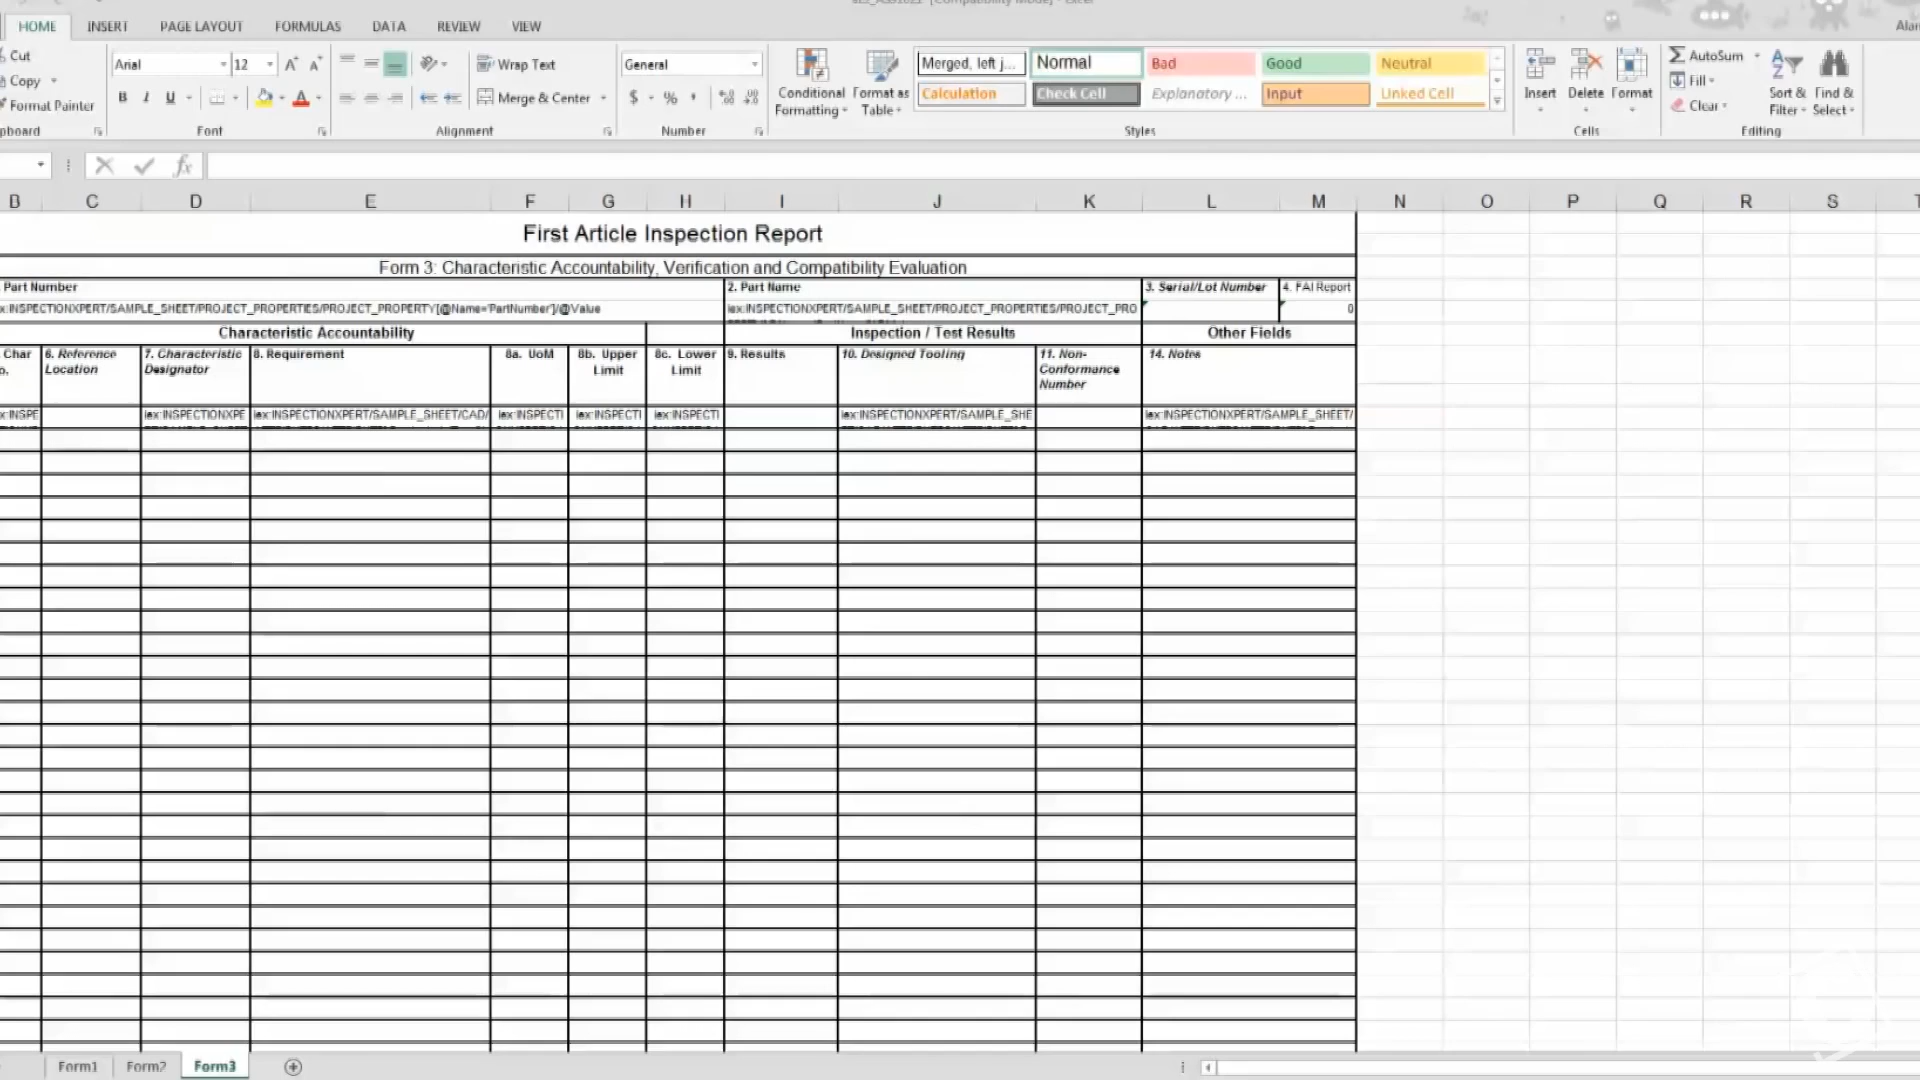 [Compatibility Mode] - Excel
HOME INSERT PAGE LAYOUT FORMULAS DATA REVIEW VIEW
Cut
Copy
Format Painter
pboard
Arial 12
B I U
Font
Wrap Text
Merge & Center
Alignment
General
$ % ,
Number
Conditional Formatting
Format as Table
Merged, left j... Normal Bad Good Neutral
Calculation Check Cell Explanatory ... Input Linked Cell
Styles
Insert Delete Format
Cells
AutoSum
Fill
Clear
Sort & Filter
Find & Select
Editing
fx
B C D E F G H I J K L M N O P Q R S T
First Article Inspection Report
Form 3: Characteristic Accountability, Verification and Compatibility Evaluation
. Part Number 2. Part Name 3. Serial/Lot Number 4. FAI Report
x:INSPECTIONXPERT/SAMPLE_SHEET/PROJECT_PROPERTIES/PROJECT_PROPERTY[@Name='PartNumber']/@Value iex:INSPECTIONXPERT/SAMPLE_SHEET/PROJECT_PROPERTIES/PROJECT_PRO 0
Characteristic Accountability Inspection / Test Results Other Fields
. Char o. 6. Reference Location 7. Characteristic Designator 8. Requirement 8a. UoM 8b. Upper Limit 8c. Lower Limit 9. Results 10. Designed Tooling 11. Non-Conformance Number 14. Notes
x:INSPE iex:INSPECTIONXPE iex:INSPECTIONXPERT/SAMPLE_SHEET/CAD/ iex:INSPECTI iex:INSPECTI iex:INSPECTI iex:INSPECTIONXPERT/SAMPLE_SHE iex:INSPECTIONXPERT/SAMPLE_SHEET/
Form1 Form2 Form3